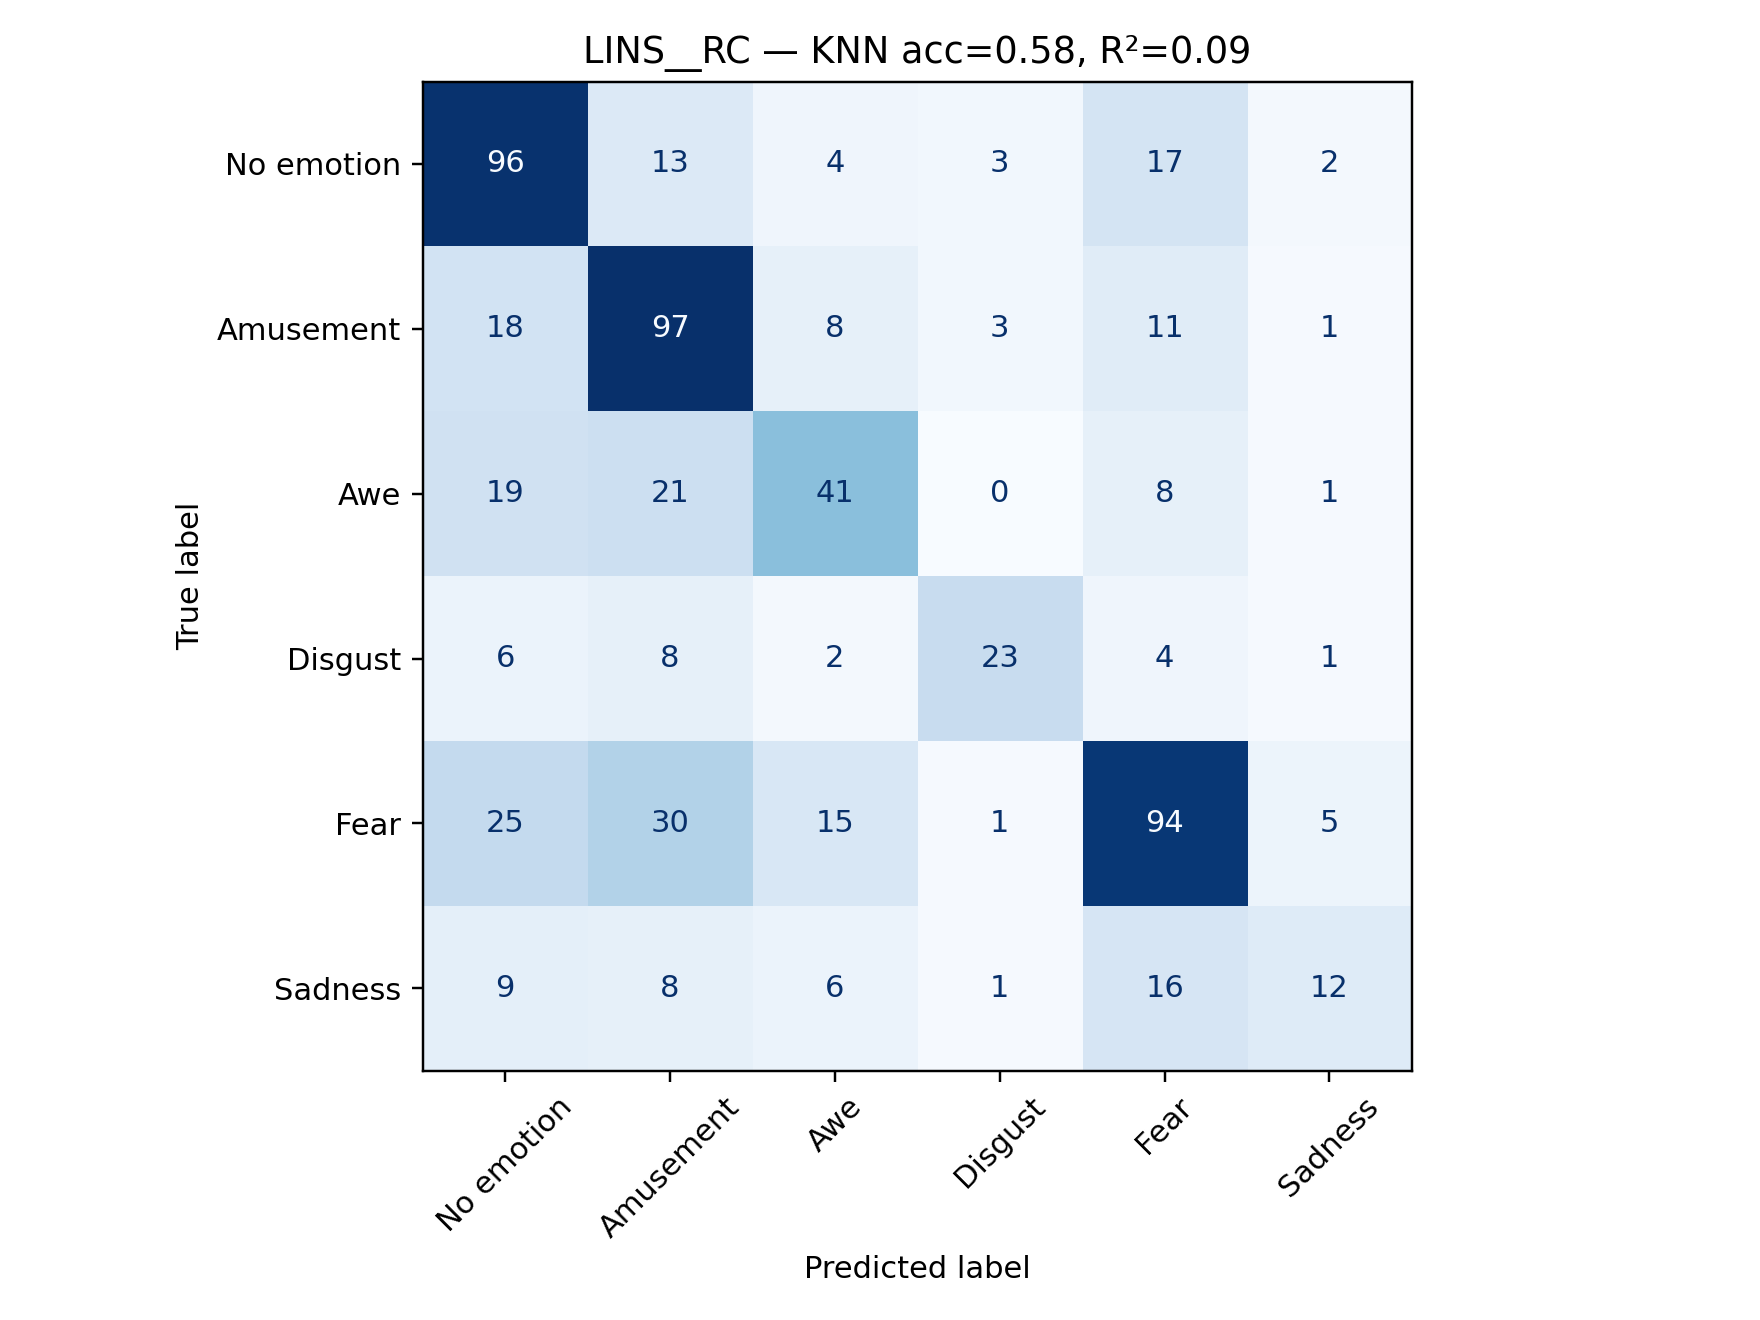 LINS__RC — KNN acc=0.58, R²=0.09
True label
No emotion 96 13 4 3 17 2
Amusement 18 97 8 3 11 1
Awe 19 21 41 0 8 1
Disgust 6 8 2 23 4 1
Fear 25 30 15 1 94 5
Sadness 9 8 6 1 16 12
No emotion Amusement Awe Disgust Fear Sadness
Predicted label